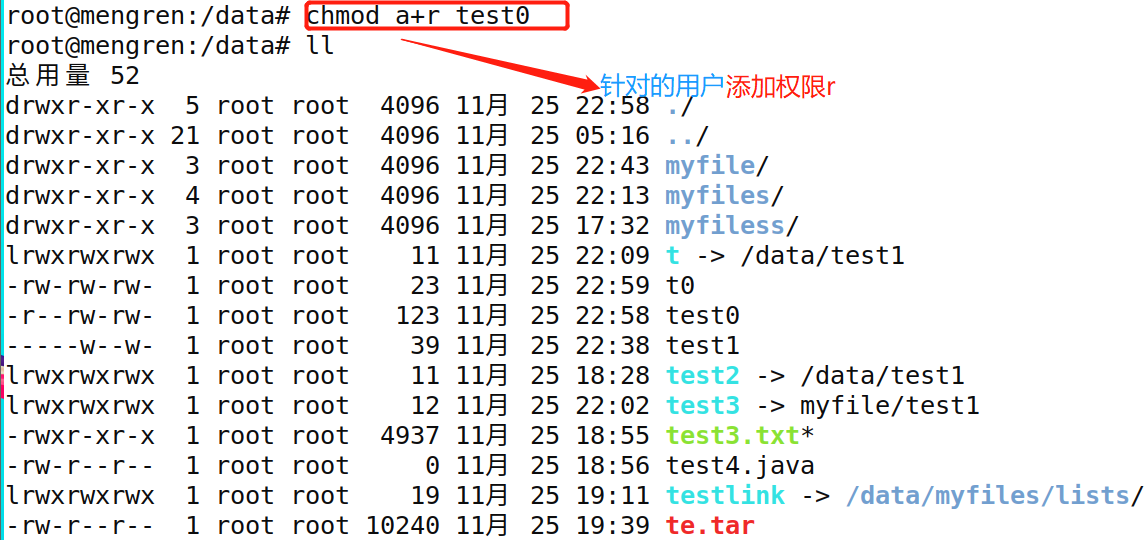 root@mengren:/data# chmod a+r test0
root@mengren:/data# ll
总用量 52
针对的用户添加权限r
drwxr-xr-x  5 root root  4096 11月  25 22:58 ./
drwxr-xr-x 21 root root  4096 11月  25 05:16 ../
drwxr-xr-x  3 root root  4096 11月  25 22:43 myfile/
drwxr-xr-x  4 root root  4096 11月  25 22:13 myfiles/
drwxr-xr-x  3 root root  4096 11月  25 17:32 myfiless/
lrwxrwxrwx  1 root root    11 11月  25 22:09 t -> /data/test1
-rw-rw-rw-  1 root root    23 11月  25 22:59 t0
-r--rw-rw-  1 root root   123 11月  25 22:58 test0
-----w--w-  1 root root    39 11月  25 22:38 test1
lrwxrwxrwx  1 root root    11 11月  25 18:28 test2 -> /data/test1
lrwxrwxrwx  1 root root    12 11月  25 22:02 test3 -> myfile/test1
-rwxr-xr-x  1 root root  4937 11月  25 18:55 test3.txt*
-rw-r--r--  1 root root     0 11月  25 18:56 test4.java
lrwxrwxrwx  1 root root    19 11月  25 19:11 testlink -> /data/myfiles/lists/
-rw-r--r--  1 root root 10240 11月  25 19:39 te.tar